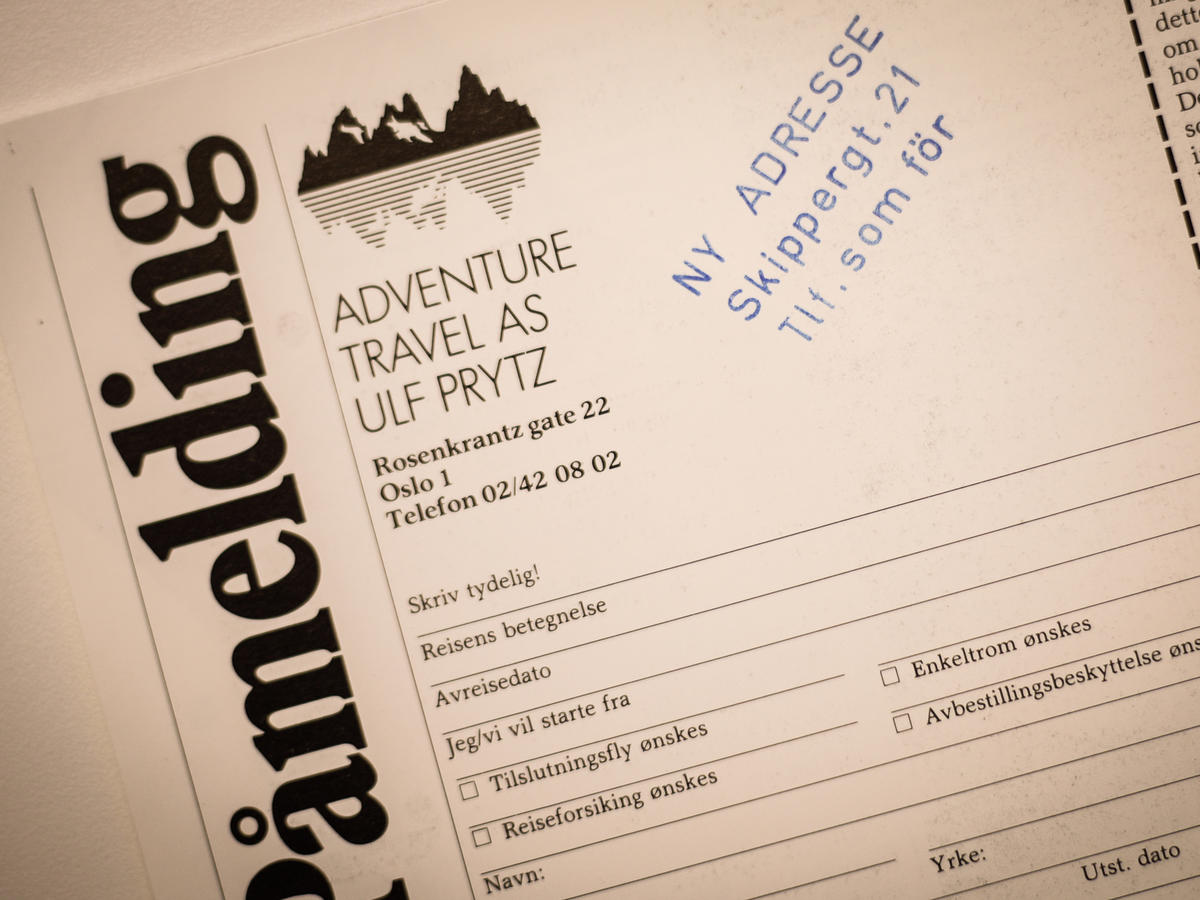 Påmelding
ADVENTURE
TRAVEL AS
ULF PRYTZ
Rosenkrantz gate 22
Oslo 1
Telefon 02/42 08 02
NY ADRESSE
Skippergt.21
Tlf. som för
Skriv tydelig!
Reisens betegnelse
Avreisedato
Jeg/vi vil starte fra
Tilslutningsfly ønskes
Enkeltrom ønskes
Reiseforsiking ønskes
Avbestillingsbeskyttelse
Navn:
Yrke:
Utst. dato
om